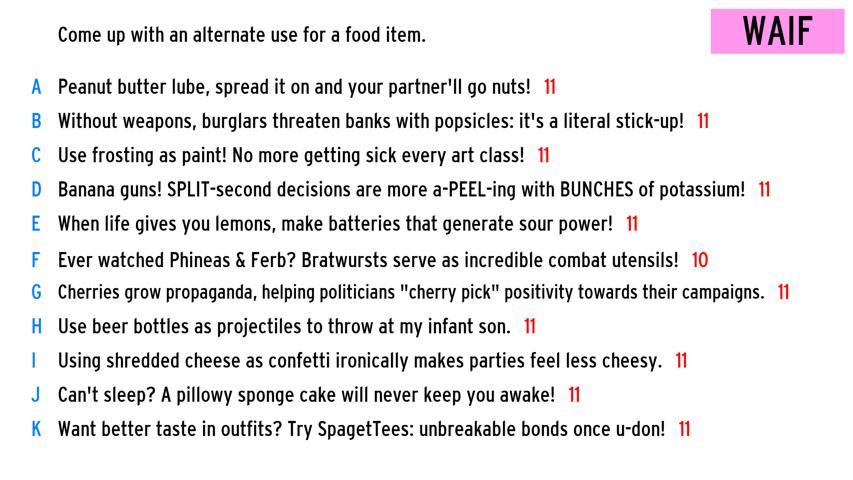 Come up with an alternate use for a food item.
WAIF
A Peanut butter lube, spread it on and your partner'll go nuts! 11
B Without weapons, burglars threaten banks with popsicles: it's a literal stick-up! 11
C Use frosting as paint! No more getting sick every art class! 11
D Banana guns! SPLIT-second decisions are more a-PEEL-ing with BUNCHES of potassium! 11
E When life gives you lemons, make batteries that generate sour power! 11
F Ever watched Phineas & Ferb? Bratwursts serve as incredible combat utensils! 10
G Cherries grow propaganda, helping politicians "cherry pick" positivity towards their campaigns. 11
H Use beer bottles as projectiles to throw at my infant son. 11
I Using shredded cheese as confetti ironically makes parties feel less cheesy. 11
J Can't sleep? A pillowy sponge cake will never keep you awake! 11
K Want better taste in outfits? Try SpagetTees: unbreakable bonds once u-don! 11